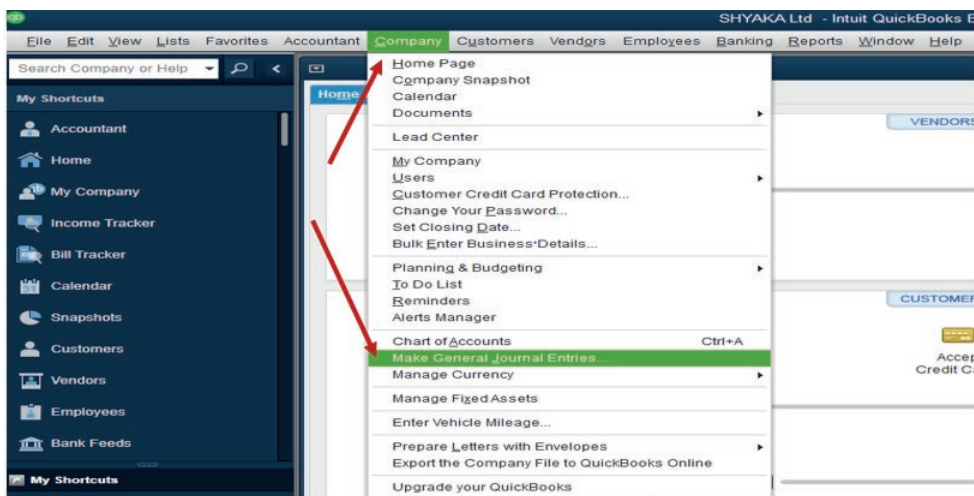 qb
SHYAKA Ltd - Intuit QuickBooks E
File Edit View Lists Favorites Accountant Company Customers Vendors Employees Banking Reports Window Help
Search Company or Help
My Shortcuts
Accountant
Home
My Company
Income Tracker
Bill Tracker
Calendar
Snapshots
Customers
Vendors
Employees
Bank Feeds
My Shortcuts
Home
Home Page
Company Snapshot
Calendar
Documents
Lead Center
My Company
Users
Customer Credit Card Protection...
Change Your Password...
Set Closing Date...
Bulk Enter Business Details...
Planning & Budgeting
To Do List
Reminders
Alerts Manager
Chart of Accounts Ctrl+A
Make General Journal Entries...
Manage Currency
Manage Fixed Assets
Enter Vehicle Mileage...
Prepare Letters with Envelopes
Export the Company File to QuickBooks Online
Upgrade your QuickBooks
VENDORS
CUSTOMER
Accep
Credit Ca